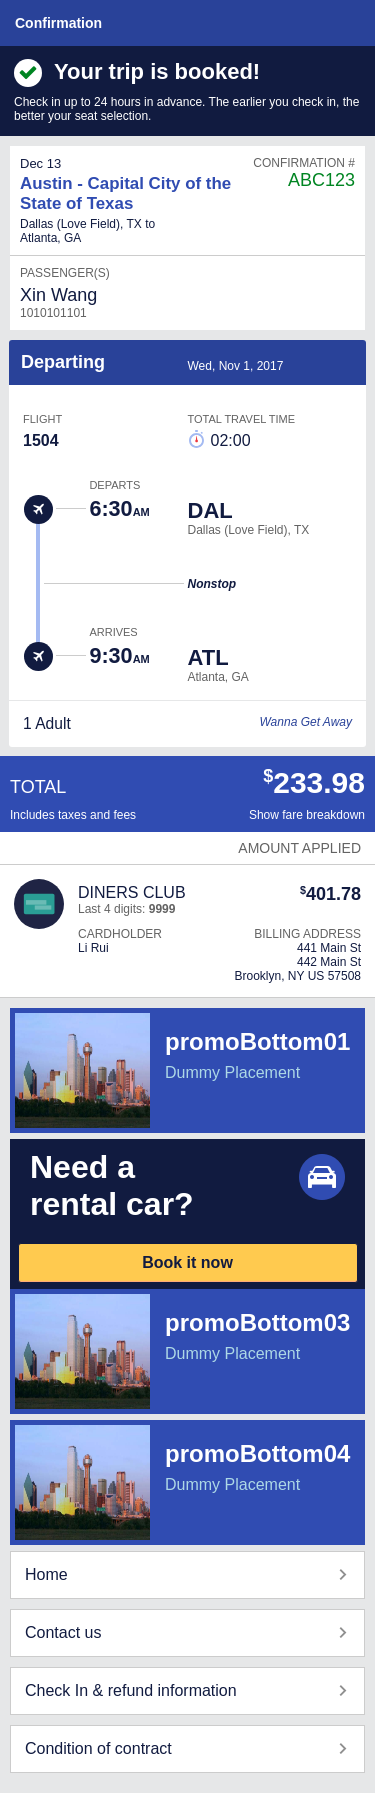 Confirmation
Your trip is booked!
Check in up to 24 hours in advance. The earlier you check in, the
better your seat selection.
Dec 13
CONFIRMATION #
Austin - Capital City of the
State of Texas
ABC123
Dallas (Love Field), TX to
Atlanta, GA
PASSENGER(S)
Xin Wang
1010101101
Departing
Wed, Nov 1, 2017
FLIGHT
TOTAL TRAVEL TIME
1504
02:00
DEPARTS
6:30AM
DAL
Dallas (Love Field), TX
Nonstop
ARRIVES
9:30AM
ATL
Atlanta, GA
1 Adult
Wanna Get Away
TOTAL
$233.98
Includes taxes and fees
Show fare breakdown
AMOUNT APPLIED
DINERS CLUB
$401.78
Last 4 digits: 9999
CARDHOLDER
BILLING ADDRESS
Li Rui
441 Main St
442 Main St
Brooklyn, NY US 57508
promoBottom01
Dummy Placement
Need a
rental car?
Book it now
promoBottom03
Dummy Placement
promoBottom04
Dummy Placement
Home
Contact us
Check In & refund information
Condition of contract